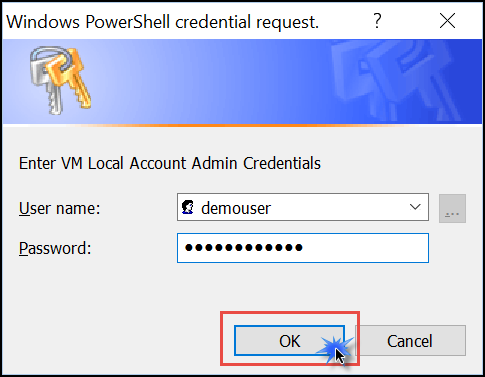 Windows PowerShell credential request.
?
Enter VM Local Account Admin Credentials
User name:
demouser
...
Password:
●●●●●●●●●●●●
OK
Cancel